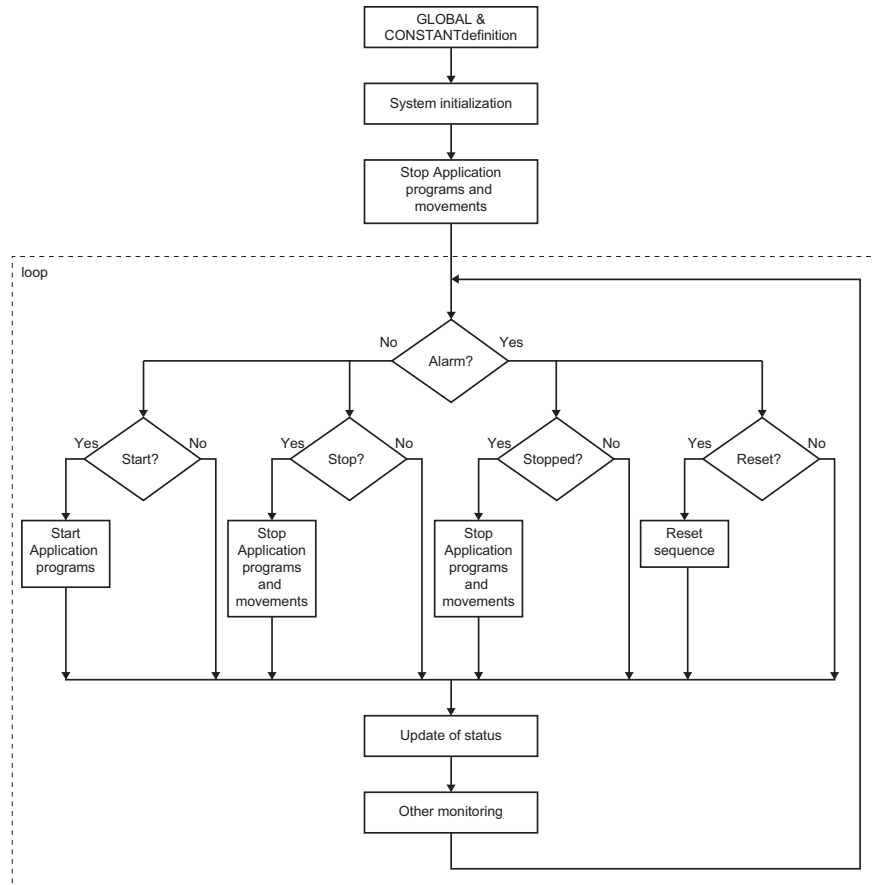 GLOBAL &
CONSTANTdefinition
System initialization
Stop Application
programs and
movements
loop
No
Yes
Alarm?
Yes
No
Start?
Yes
No
Stop?
Yes
No
Stopped?
Yes
No
Reset?
Start
Application
programs
Stop
Application
programs
and
movements
Stop
Application
programs
and
movements
Reset
sequence
Update of status
Other monitoring